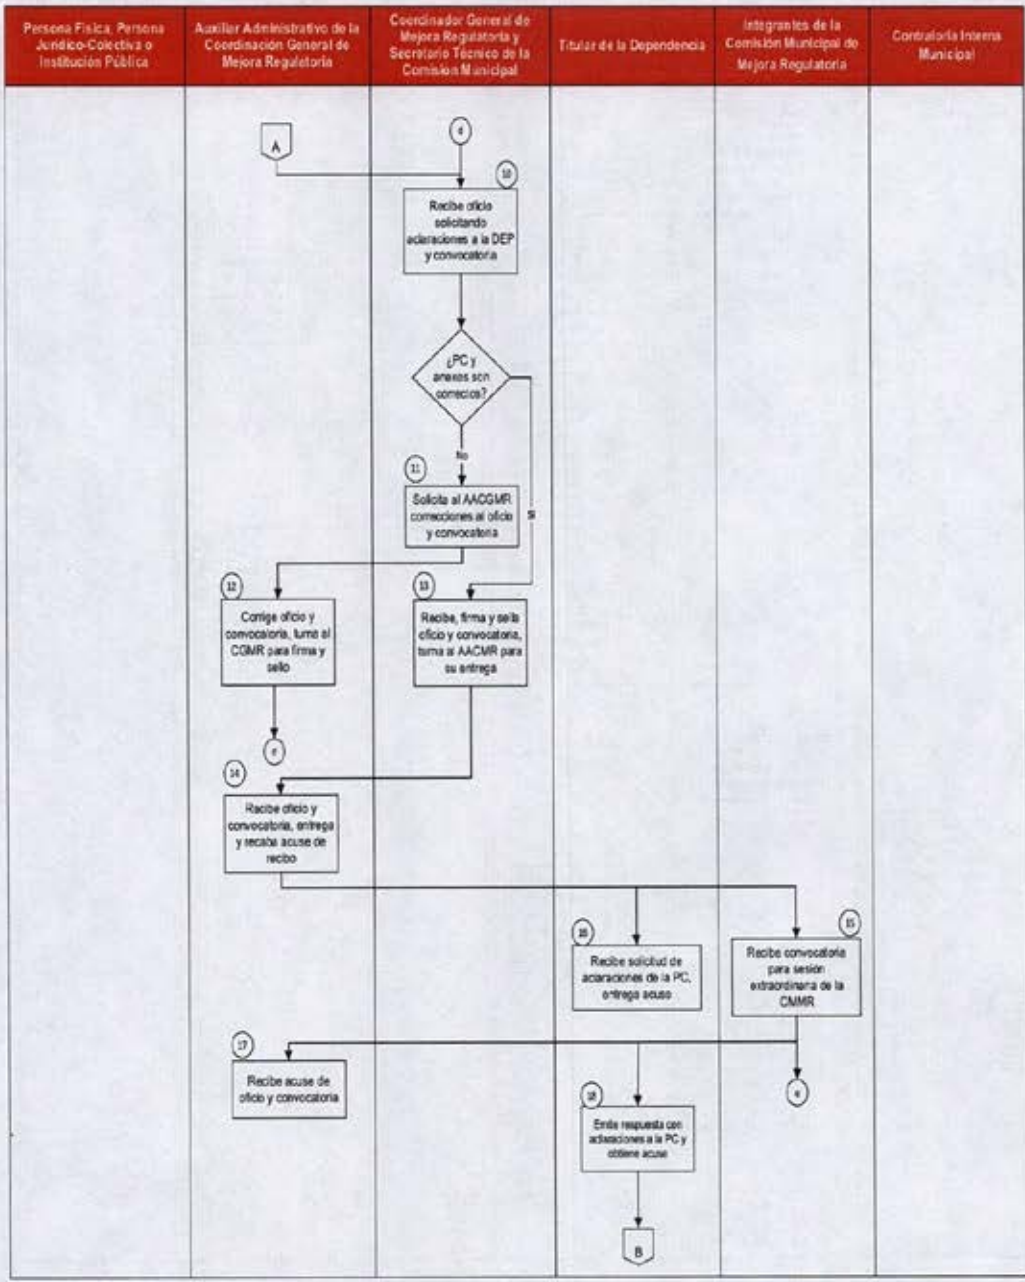 Persona Física, Persona
Jurídico-Colectiva o
Institución Pública
Auxiliar Administrativo de la
Coordinación General de
Mejora Regulatoria
Coordinador General de
Mejora Regulatoria y
Secretario Técnico de la
Comision Municipal
Titular de la Dependencia
Integrantes de la
Comisión Municipal de
Mejora Regulatoria
Contraloría Interna
Municipal
A
d
10
Recibe oficio
solicitando
aclaraciones a la DEP
y convocatoria
¿PC y
anexos son
correctos?
No
Si
11
Solicita al AACGMR
correcciones al oficio
y convocatoria
12
Corrige oficio y
convocatoria, turna al
CGMR para firma y
sello
13
Recibe, firma y sella
oficio y convocatoria,
turna al AACMR para
su entrega
14
Recibe oficio y
convocatoria, entrega
y recaba acuse de
recibo
16
Recibe solicitud de
aclaraciones de la PC,
entrega acuse
15
Recibe convocatoria
para sesión
extraordinaria de la
CMMR
17
Recibe acuse de
oficio y convocatoria
18
Emite respuesta con
aclaraciones a la PC y
obtiene acuse
e
B